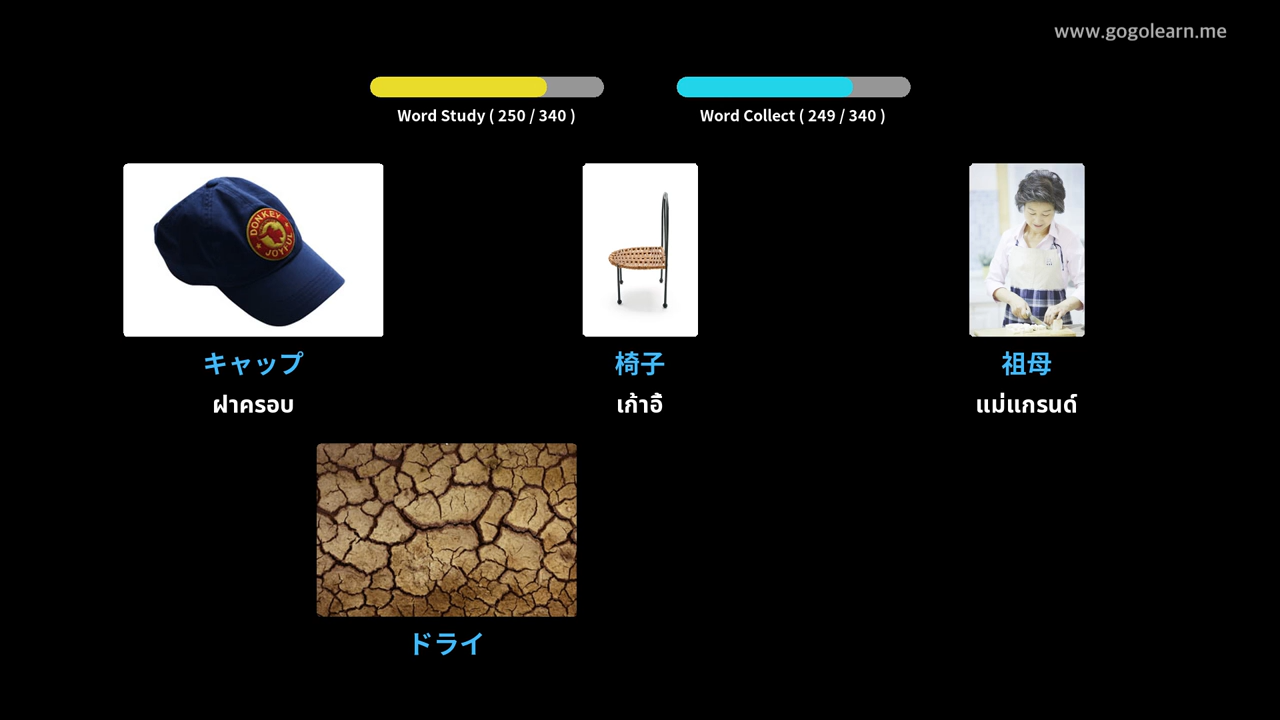 www.gogolearn.me
Word Study ( 250 / 340 )
Word Collect ( 249 / 340 )
DONKEY
JOYFUL
キャップ
椅子
祖母
ฝาครอบ
เก้าอี้
แม่แกรนด์
ドライ